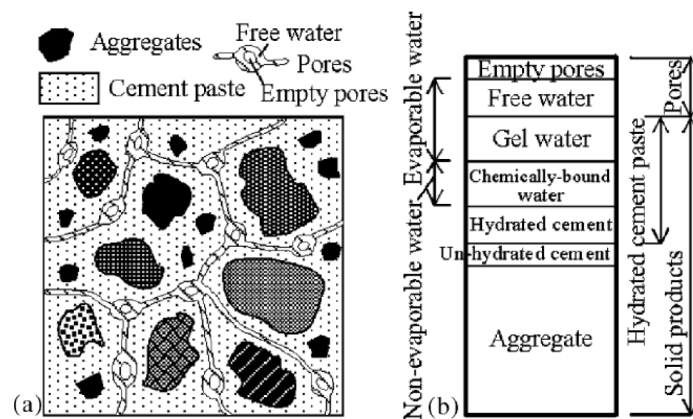 (a)
Aggregates
Cement paste
Free water
Pores
Empty pores
(b)
Non-evaporable water
Evaporable water
Empty pores
Free water
Gel water
Chemically-bound
water
Hydrated cement
Un-hydrated cement
Aggregate
Hydrated cement paste
Pores
Solid products